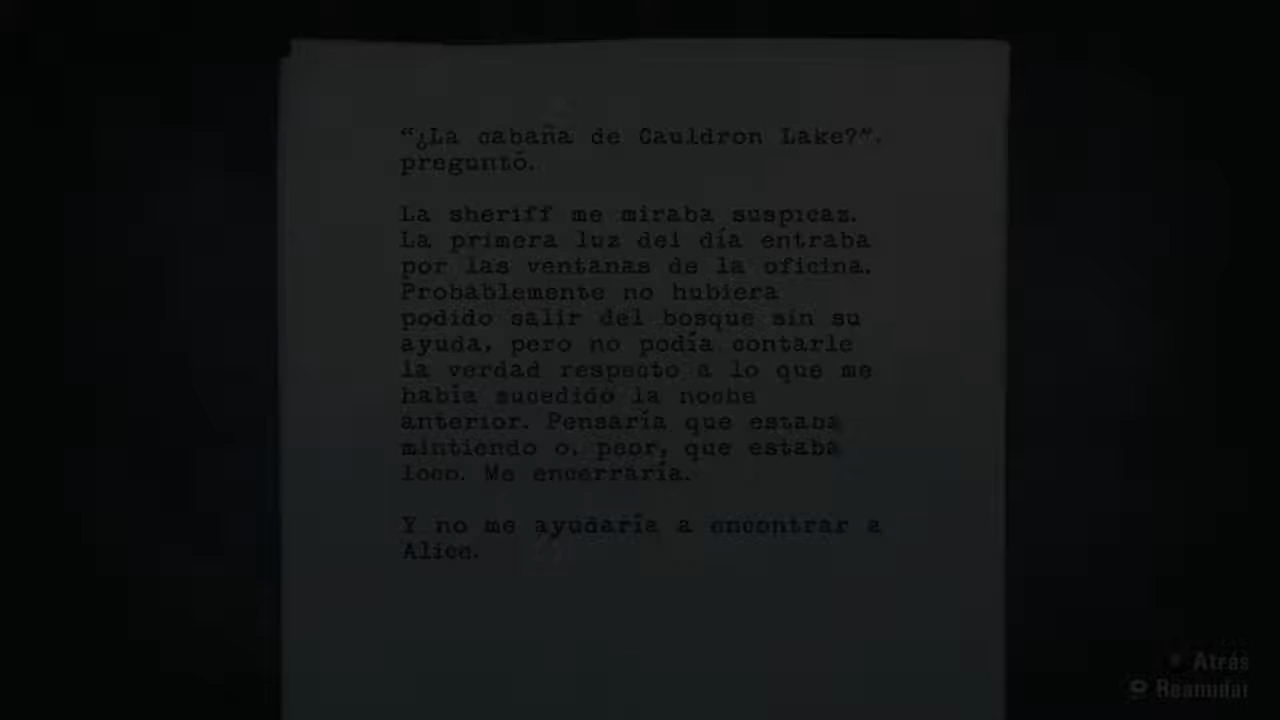 “¿La cabaña de Cauldron Lake?”,
preguntó.
La sheriff me miraba suspicaz.
La primera luz del día entraba
por las ventanas de la oficina.
Probablemente no hubiera
podido salir del bosque sin su
ayuda, pero no podía contarle
la verdad respecto a lo que me
había sucedido la noche
anterior. Pensaría que estaba
mintiendo o, peor, que estaba
loco. Me encerraría.
Y no me ayudaría a encontrar a
Alice.
Atrás
Reanudar